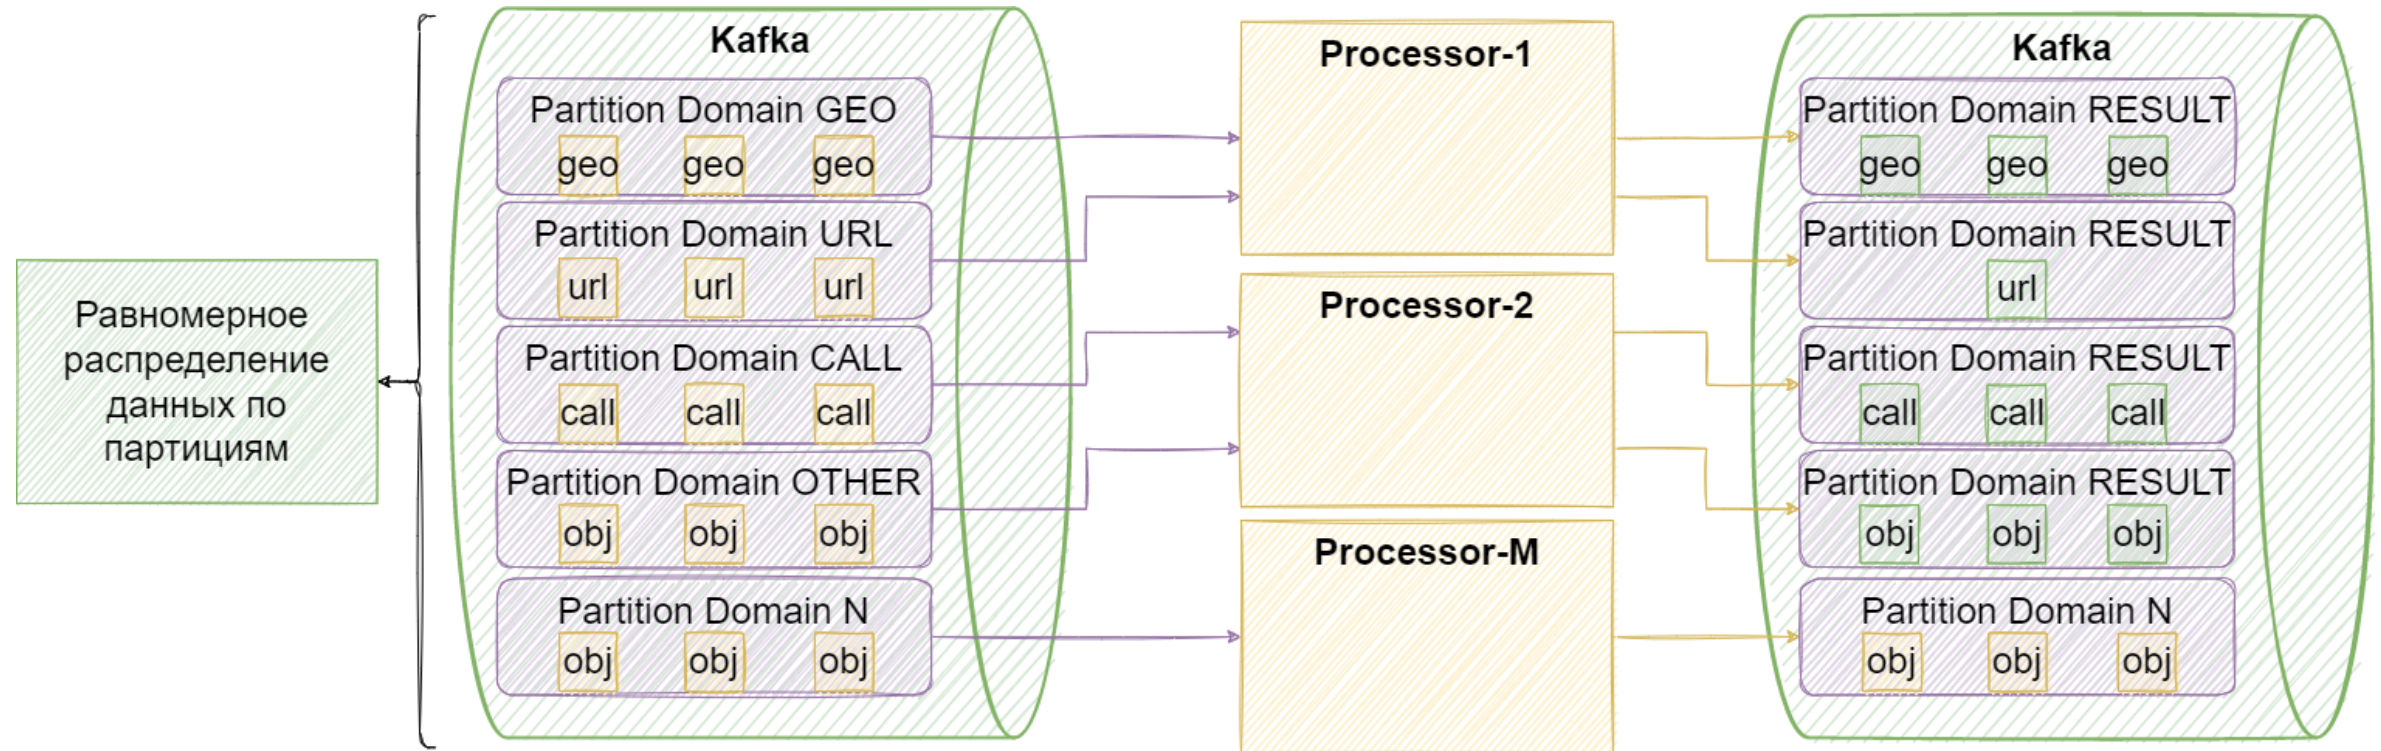 Равномерное
распределение
данных по
партициям
Kafka
Partition Domain GEO
geo geo geo
Partition Domain URL
url url url
Partition Domain CALL
call call call
Partition Domain OTHER
obj obj obj
Partition Domain N
obj obj obj
Processor-1
Processor-2
Processor-M
Kafka
Partition Domain RESULT
geo geo geo
Partition Domain RESULT
url
Partition Domain RESULT
call call call
Partition Domain RESULT
obj obj obj
Partition Domain N
obj obj obj